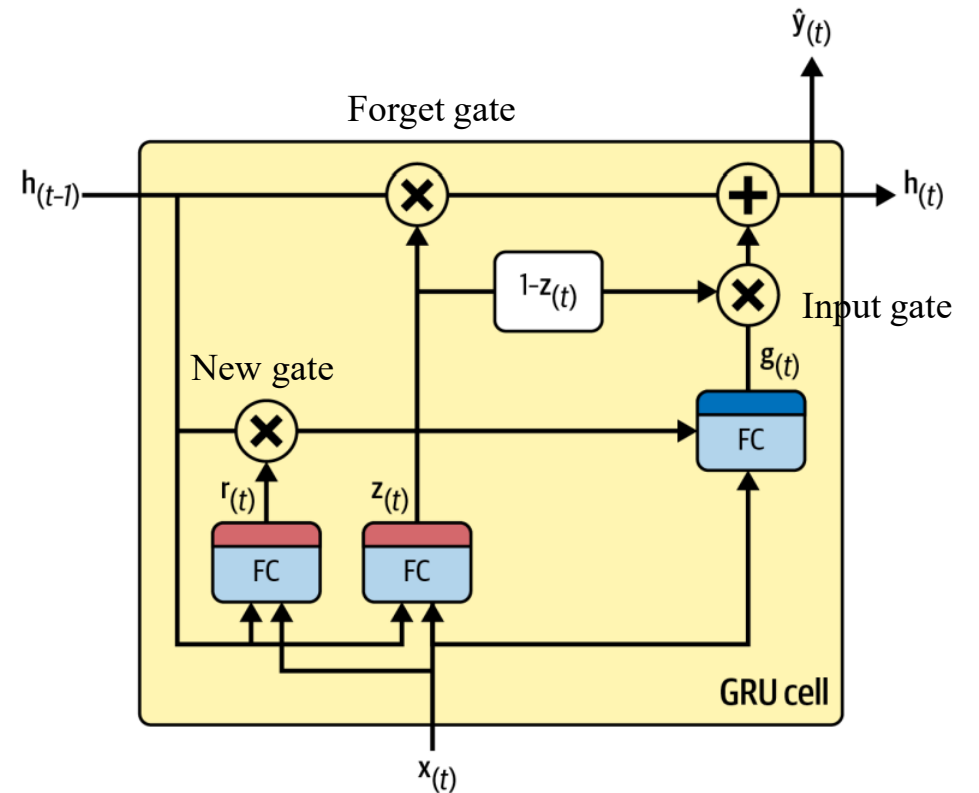 ŷ(t)
Forget gate
h(t–1)
h(t)
1–z(t)
Input gate
g(t)
New gate
FC
r(t)
z(t)
FC
FC
GRU cell
x(t)